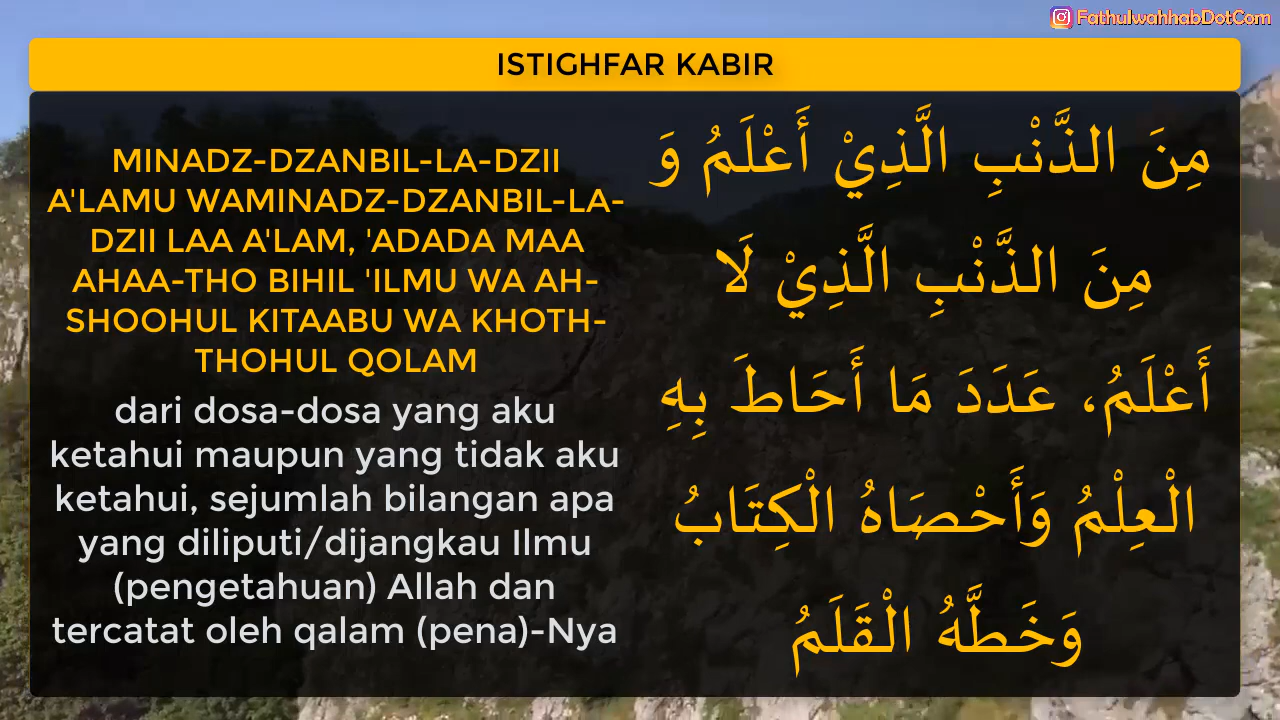 FathulwahhabDotCom
ISTIGHFAR KABIR
MINADZ-DZANBIL-LA-DZII
A'LAMU WAMINADZ-DZANBIL-LA-
DZII LAA A'LAM, 'ADADA MAA
AHAA-THO BIHIL 'ILMU WA AH-
SHOOHUL KITAABU WA KHOTH-
THOHUL QOLAM
dari dosa-dosa yang aku
ketahui maupun yang tidak aku
ketahui, sejumlah bilangan apa
yang diliputi/dijangkau Ilmu
(pengetahuan) Allah dan
tercatat oleh qalam (pena)-Nya
مِنَ الذَّنْبِ الَّذِيْ أَعْلَمُ وَ
مِنَ الذَّنْبِ الَّذِيْ لَا
أَعْلَمُ، عَدَدَ مَا أَحَاطَ بِهِ
الْعِلْمُ وَأَحْصَاهُ الْكِتَابُ
وَخَطَّهُ الْقَلَمُ